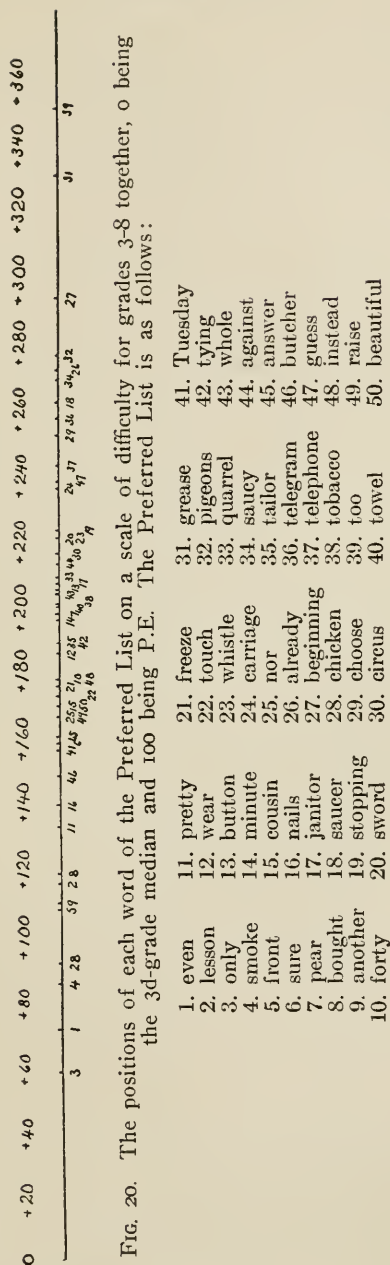 0 +20 +40 +60 +80 +100 +120 +140 +160 +180 +200 +220 +240 +260 +280 +300 +320 +340 +360
3 1 4 28 59 28 11 16 46 27 31 39
FIG. 20. The positions of each word of the Preferred List on a scale of difficulty for grades 3-8 together, 0 being
the 3d-grade median and 100 being P.E. The Preferred List is as follows:
1. even 11. pretty 21. freeze 31. grease 41. Tuesday
2. lesson 12. wear 22. touch 32. pigeons 42. tying
3. only 13. button 23. whistle 33. quarrel 43. whole
4. smoke 14. minute 24. carriage 34. saucy 44. against
5. front 15. cousin 25. nor 35. tailor 45. answer
6. sure 16. nails 26. already 36. telegram 46. butcher
7. pear 17. janitor 27. beginning 37. telephone 47. guess
8. bought 18. saucer 28. chicken 38. tobacco 48. instead
9. another 19. stopping 29. choose 39. too 49. raise
10. forty 20. sword 30. circus 40. towel 50. beautiful